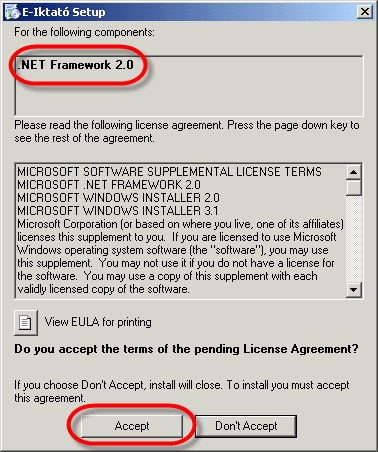 E-Iktató Setup
For the following components:
.NET Framework 2.0
Please read the following license agreement. Press the page down key to
see the rest of the agreement.
MICROSOFT SOFTWARE SUPPLEMENTAL LICENSE TERMS
MICROSOFT .NET FRAMEWORK 2.0
MICROSOFT WINDOWS INSTALLER 2.0
MICROSOFT WINDOWS INSTALLER 3.1
Microsoft Corporation (or based on where you live, one of its affiliates)
licenses this supplement to you.  If you are licensed to use Microsoft
Windows operating system software (the "software"), you may use
this supplement.  You may not use it if you do not have a license for
the software.  You may use a copy of this supplement with each
validly licensed copy of the software.
View EULA for printing
Do you accept the terms of the pending License Agreement?
If you choose Don't Accept, install will close. To install you must accept
this agreement.
Accept
Don't Accept